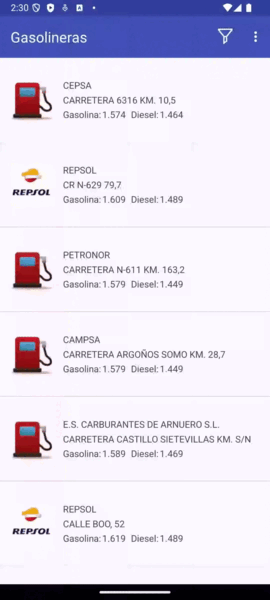 2:30
Gasolineras
CEPSA
CARRETERA 6316 KM. 10,5
Gasolina: 1.574 Diesel: 1.464
REPSOL
REPSOL
CR N-629 79,7
Gasolina: 1.609 Diesel: 1.489
PETRONOR
CARRETERA N-611 KM. 163,2
Gasolina: 1.579 Diesel: 1.449
CAMPSA
CARRETERA ARGOÑOS SOMO KM. 28,7
Gasolina: 1.579 Diesel: 1.449
E.S. CARBURANTES DE ARNUERO S.L.
CARRETERA CASTILLO SIETEVILLAS KM. S/N
Gasolina: 1.589 Diesel: 1.469
REPSOL
REPSOL
CALLE BOO, 52
Gasolina: 1.619 Diesel: 1.489